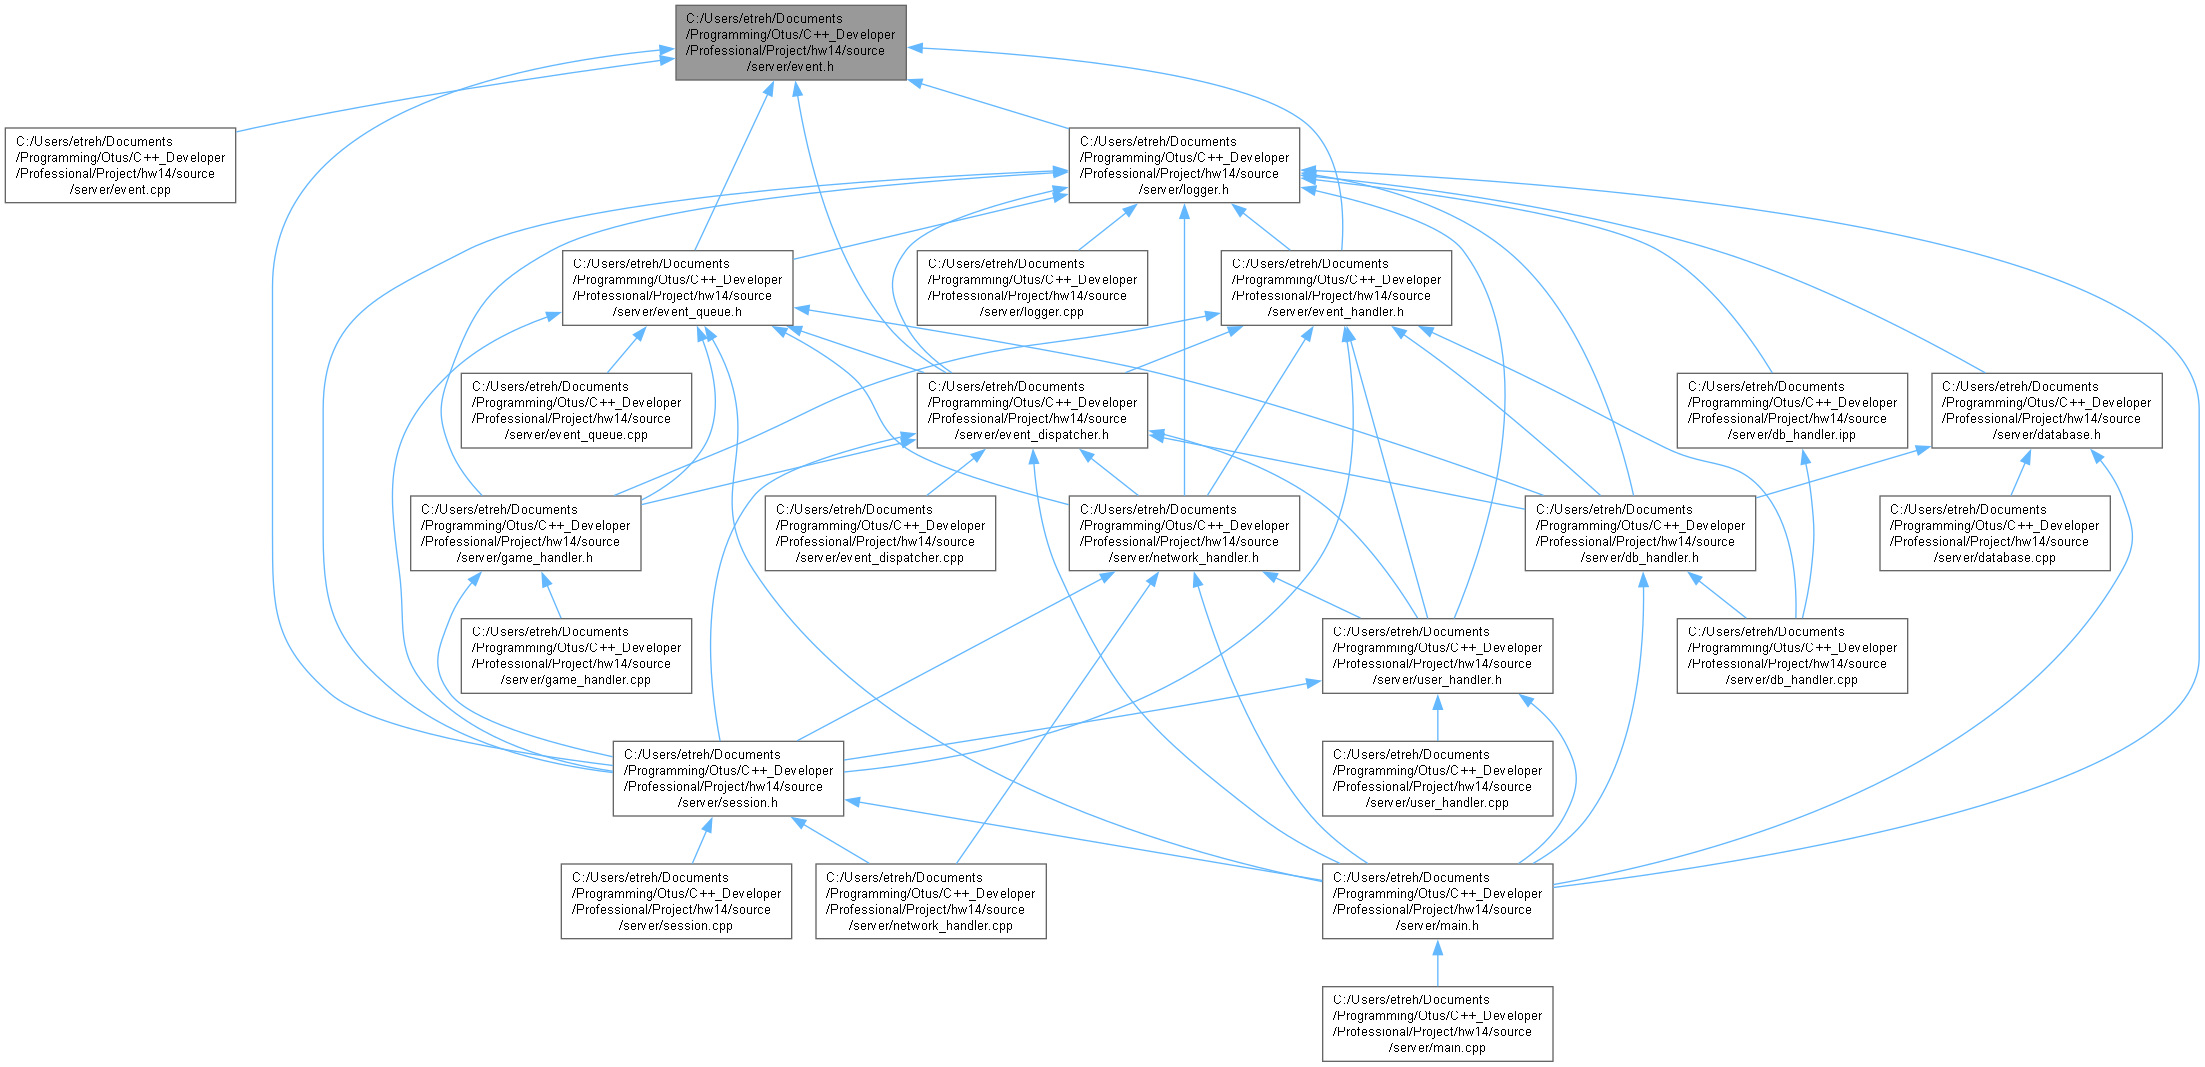 C:/Users/etreh/Documents
/Programming/Otus/C++_Developer
/Professional/Project/hw14/source
/server/event.h
C:/Users/etreh/Documents
/Programming/Otus/C++_Developer
/Professional/Project/hw14/source
/server/event.cpp
C:/Users/etreh/Documents
/Programming/Otus/C++_Developer
/Professional/Project/hw14/source
/server/logger.h
C:/Users/etreh/Documents
/Programming/Otus/C++_Developer
/Professional/Project/hw14/source
/server/event_queue.h
C:/Users/etreh/Documents
/Programming/Otus/C++_Developer
/Professional/Project/hw14/source
/server/logger.cpp
C:/Users/etreh/Documents
/Programming/Otus/C++_Developer
/Professional/Project/hw14/source
/server/event_handler.h
C:/Users/etreh/Documents
/Programming/Otus/C++_Developer
/Professional/Project/hw14/source
/server/event_queue.cpp
C:/Users/etreh/Documents
/Programming/Otus/C++_Developer
/Professional/Project/hw14/source
/server/event_dispatcher.h
C:/Users/etreh/Documents
/Programming/Otus/C++_Developer
/Professional/Project/hw14/source
/server/db_handler.ipp
C:/Users/etreh/Documents
/Programming/Otus/C++_Developer
/Professional/Project/hw14/source
/server/database.h
C:/Users/etreh/Documents
/Programming/Otus/C++_Developer
/Professional/Project/hw14/source
/server/game_handler.h
C:/Users/etreh/Documents
/Programming/Otus/C++_Developer
/Professional/Project/hw14/source
/server/event_dispatcher.cpp
C:/Users/etreh/Documents
/Programming/Otus/C++_Developer
/Professional/Project/hw14/source
/server/network_handler.h
C:/Users/etreh/Documents
/Programming/Otus/C++_Developer
/Professional/Project/hw14/source
/server/db_handler.h
C:/Users/etreh/Documents
/Programming/Otus/C++_Developer
/Professional/Project/hw14/source
/server/database.cpp
C:/Users/etreh/Documents
/Programming/Otus/C++_Developer
/Professional/Project/hw14/source
/server/game_handler.cpp
C:/Users/etreh/Documents
/Programming/Otus/C++_Developer
/Professional/Project/hw14/source
/server/user_handler.h
C:/Users/etreh/Documents
/Programming/Otus/C++_Developer
/Professional/Project/hw14/source
/server/db_handler.cpp
C:/Users/etreh/Documents
/Programming/Otus/C++_Developer
/Professional/Project/hw14/source
/server/session.h
C:/Users/etreh/Documents
/Programming/Otus/C++_Developer
/Professional/Project/hw14/source
/server/user_handler.cpp
C:/Users/etreh/Documents
/Programming/Otus/C++_Developer
/Professional/Project/hw14/source
/server/session.cpp
C:/Users/etreh/Documents
/Programming/Otus/C++_Developer
/Professional/Project/hw14/source
/server/network_handler.cpp
C:/Users/etreh/Documents
/Programming/Otus/C++_Developer
/Professional/Project/hw14/source
/server/main.h
C:/Users/etreh/Documents
/Programming/Otus/C++_Developer
/Professional/Project/hw14/source
/server/main.cpp